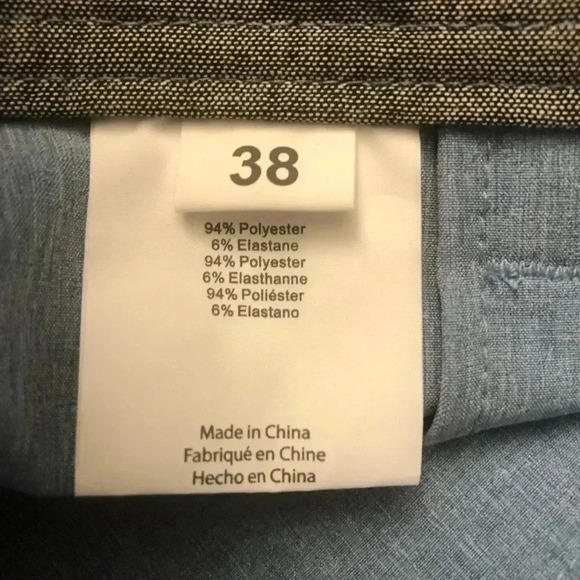 38
94% Polyester
6% Elastane
94% Polyester
6% Elasthanne
94% Poliéster
6% Elastano
Made in China
Fabriqué en Chine
Hecho en China